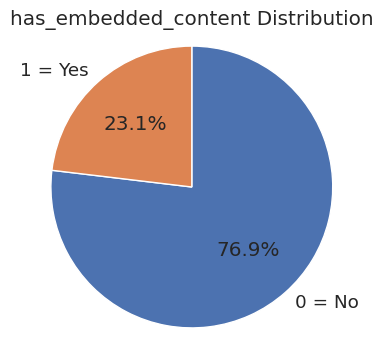 has_embedded_content Distribution
1 = Yes
23.1%
76.9%
0 = No